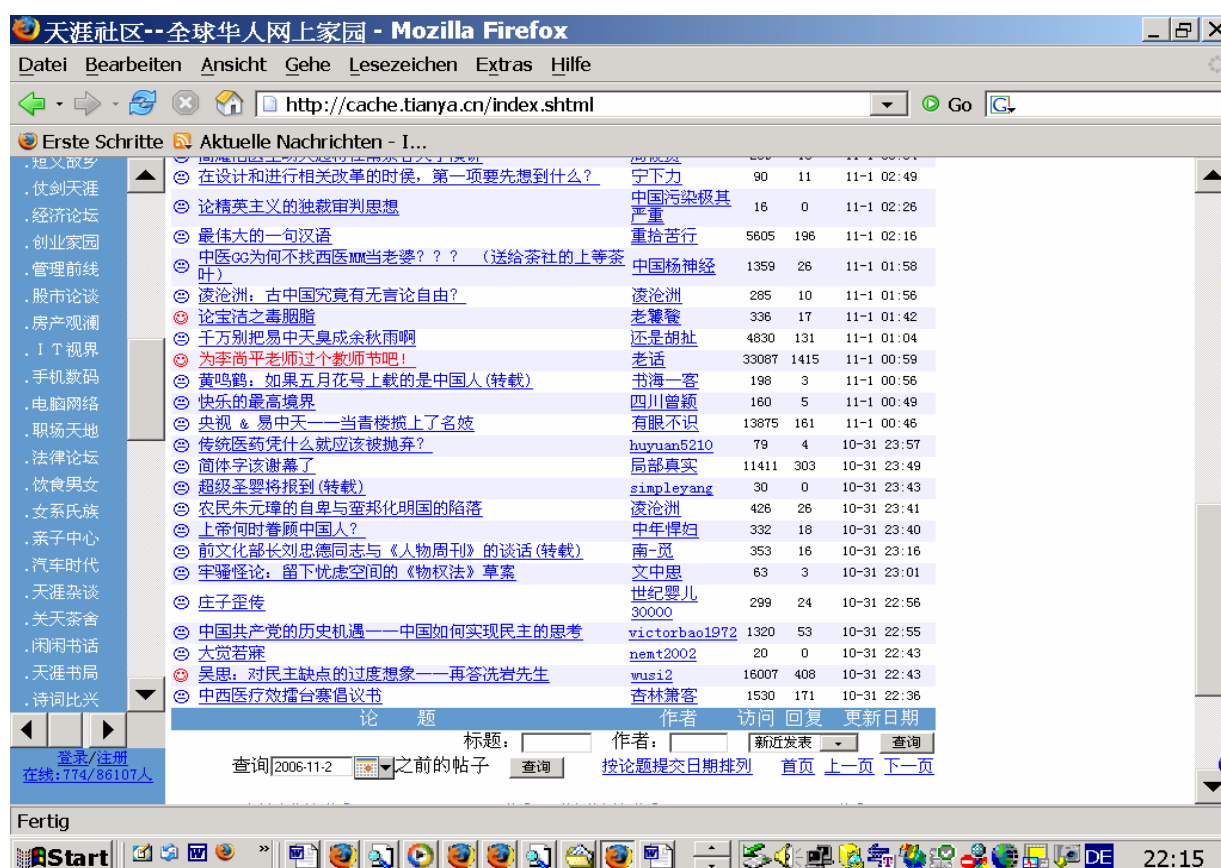 天涯社区--全球华人网上家园 - Mozilla Firefox
Datei Bearbeiten Ansicht Gehe Lesezeichen Extras Hilfe
http://cache.tianya.cn/index.shtml Go G
Erste Schritte Aktuelle Nachrichten - I...
.短文故乡
.仗剑天涯
.经济论坛
.创业家园
.管理前线
.股市论谈
.房产观澜
.ＩＴ视界
.手机数码
.电脑网络
.职场天地
.法律论坛
.饮食男女
.女系氏族
.亲子中心
.汽车时代
.天涯杂谈
.关天茶舍
.闲闲书话
.天涯书局
.诗词比兴
登录/注册
在线:774/86107人
在设计和进行相关改革的时侯，第一项要先想到什么？ 宁下力 90 11 11-1 02:49
论精英主义的独裁审判思想 中国污染极其严重 16 0 11-1 02:26
最伟大的一句汉语 重拾苦行 5605 196 11-1 02:16
中医GG为何不找西医MM当老婆？？？ （送给茶社的上等茶叶） 中国杨神经 1359 26 11-1 01:58
凌沧洲：古中国究竟有无言论自由？ 凌沧洲 285 10 11-1 01:56
论宝洁之毒胭脂 老饕餮 336 17 11-1 01:42
千万别把易中天臭成余秋雨啊 还是胡扯 4830 131 11-1 01:04
为李尚平老师过个教师节吧！ 老话 33087 1415 11-1 00:59
黄鸣鹤：如果五月花号上载的是中国人(转载) 书海一客 198 3 11-1 00:56
快乐的最高境界 四川曾颖 160 5 11-1 00:49
央视 & 易中天——当青楼揽上了名妓 有眼不识 13875 161 11-1 00:46
传统医药凭什么就应该被抛弃？ huyuan5210 79 4 10-31 23:57
简体字该谢幕了 局部真实 11411 303 10-31 23:49
超级圣婴将报到(转载) simpleyang 30 0 10-31 23:43
农民朱元璋的自卑与蛮邦化明国的陷落 凌沧洲 426 26 10-31 23:41
上帝何时眷顾中国人？ 中年悍妇 332 18 10-31 23:40
前文化部长刘忠德同志与《人物周刊》的谈话(转载) 南-觅 353 16 10-31 23:16
牢骚怪论：留下忧虑空间的《物权法》草案 文中思 63 3 10-31 23:01
庄子歪传 世纪婴儿30000 299 24 10-31 22:56
中国共产党的历史机遇——中国如何实现民主的思考 victorbao1972 1320 53 10-31 22:55
大觉若寐 nemt2002 20 0 10-31 22:43
吴思：对民主缺点的过度想象——再答冼岩先生 wusi2 16007 408 10-31 22:43
中西医疗效擂台赛倡议书 杏林箫客 1530 171 10-31 22:36
论 题 作者 访问 回复 更新日期
标题： 作者： 新近发表 查询
查询 2006-11-2 之前的帖子 查询 按论题提交日期排列 首页 上一页 下一页
Fertig
Start DE 22:15